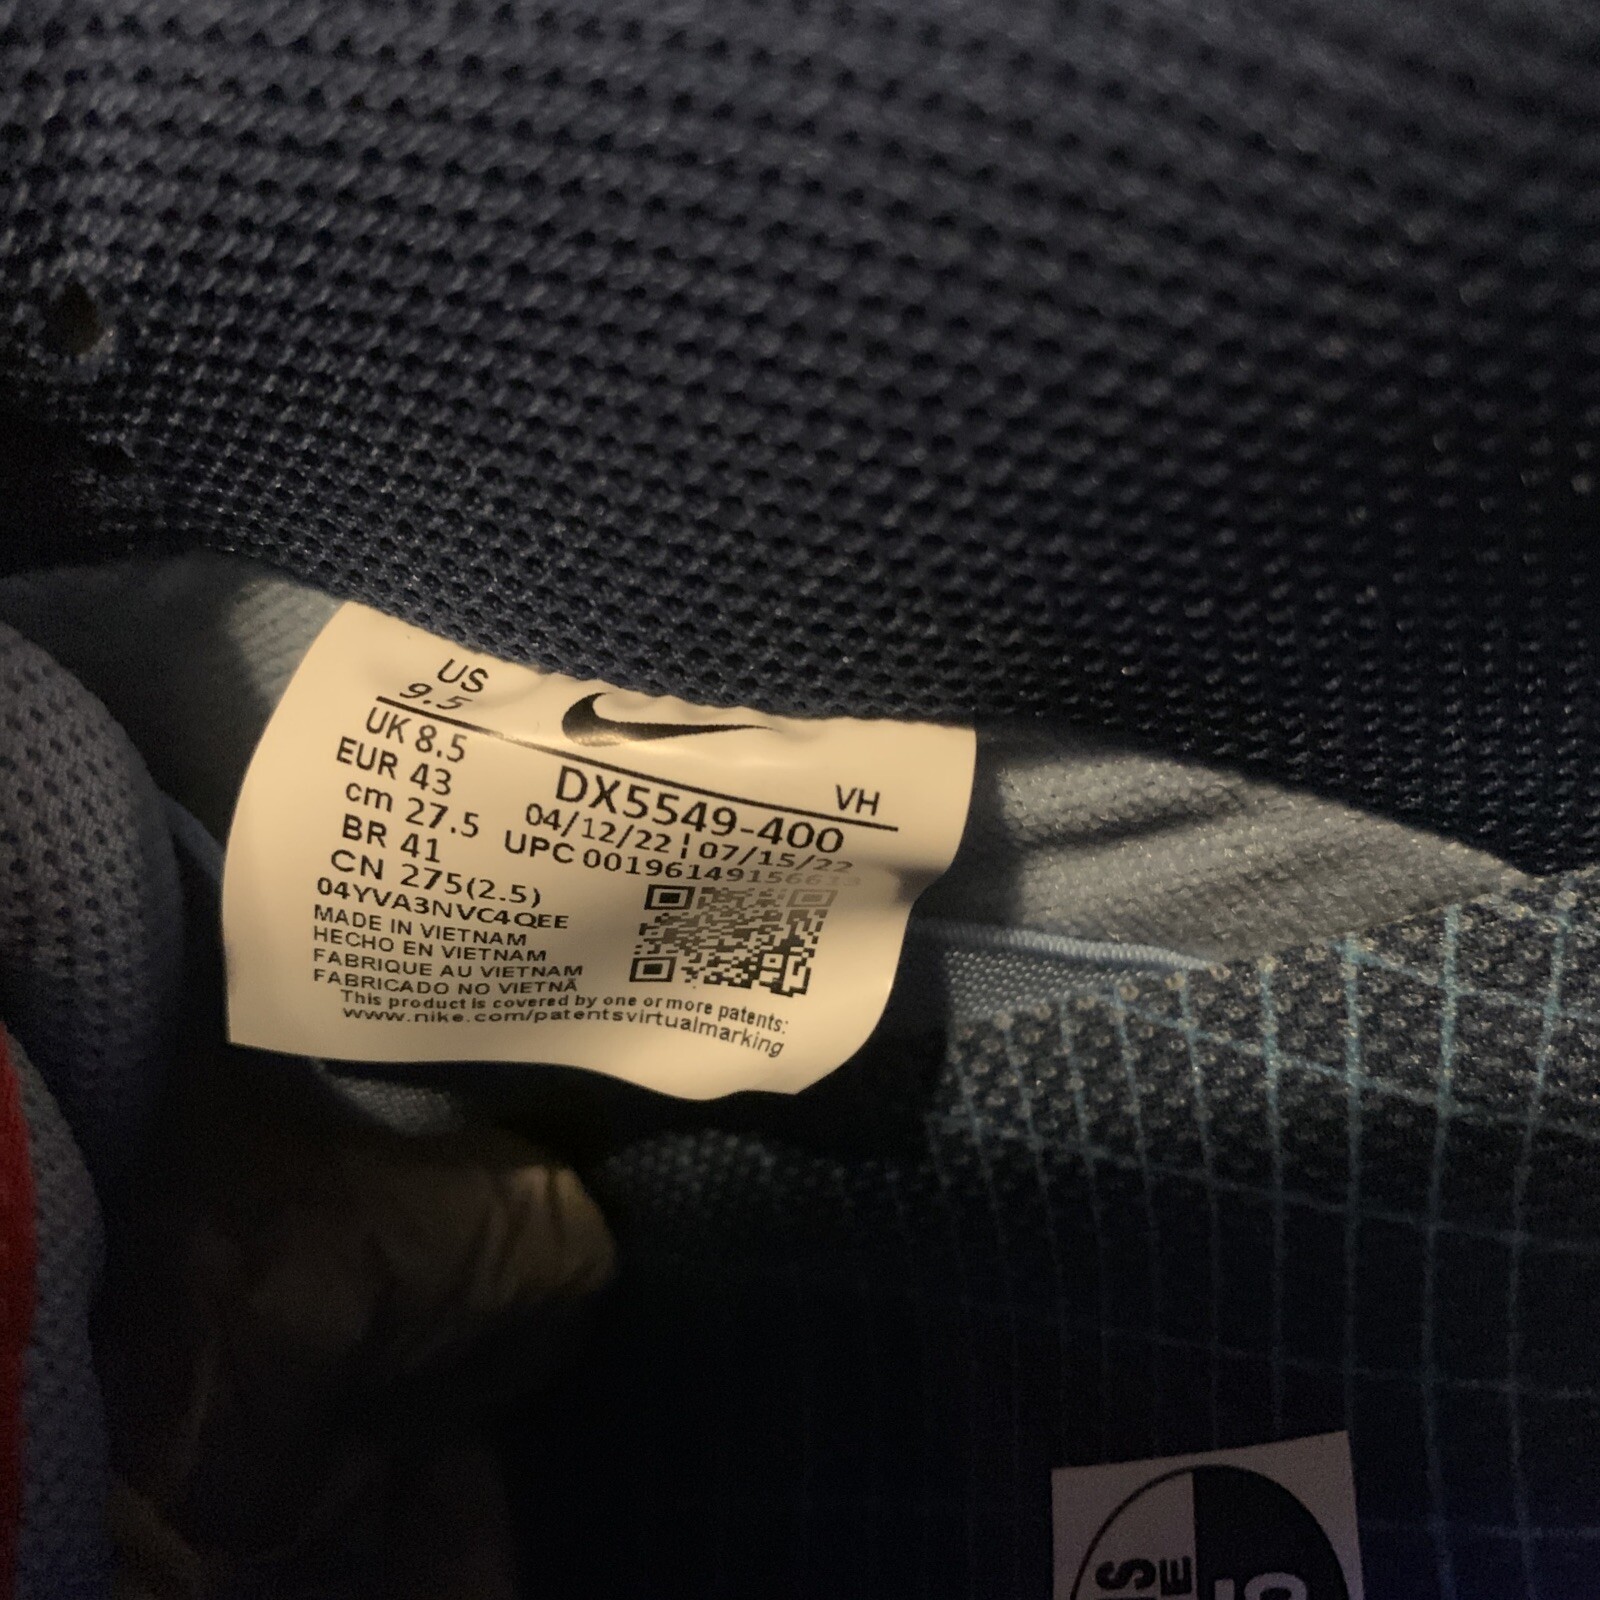 US
9.5
UK 8.5
EUR 43
cm 27.5
BR 41
CN 275(2.5)
VH
DX5549-400
04/12/22 | 07/15/22
UPC
04YVA3NVC4QEE
MADE IN VIETNAM
HECHO EN VIETNAM
FABRIQUE AU VIETNAM
FABRICADO NO VIETNÃ
This product is covered by one or more patents:
www.nike.com/patentsvirtualmarking